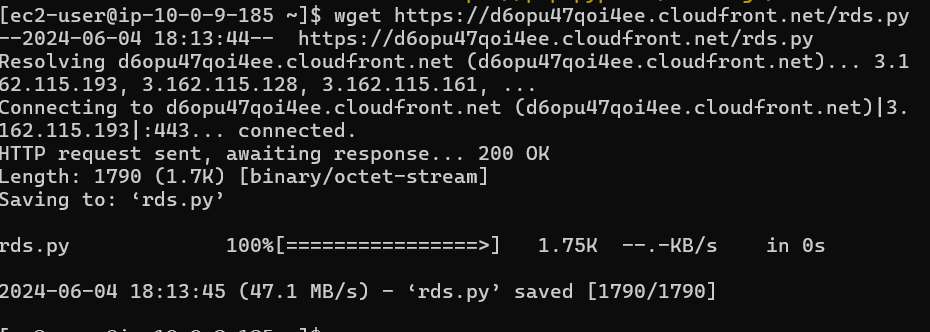 [ec2-user@ip-10-0-9-185 ~]$ wget https://d6opu47qoi4ee.cloudfront.net/rds.py
--2024-06-04 18:13:44--  https://d6opu47qoi4ee.cloudfront.net/rds.py
Resolving d6opu47qoi4ee.cloudfront.net (d6opu47qoi4ee.cloudfront.net)... 3.1
62.115.193, 3.162.115.128, 3.162.115.161, ...
Connecting to d6opu47qoi4ee.cloudfront.net (d6opu47qoi4ee.cloudfront.net)|3.
162.115.193|:443... connected.
HTTP request sent, awaiting response... 200 OK
Length: 1790 (1.7K) [binary/octet-stream]
Saving to: ‘rds.py’
rds.py             100%[================>]   1.75K  --.-KB/s    in 0s
2024-06-04 18:13:45 (47.1 MB/s) - ‘rds.py’ saved [1790/1790]